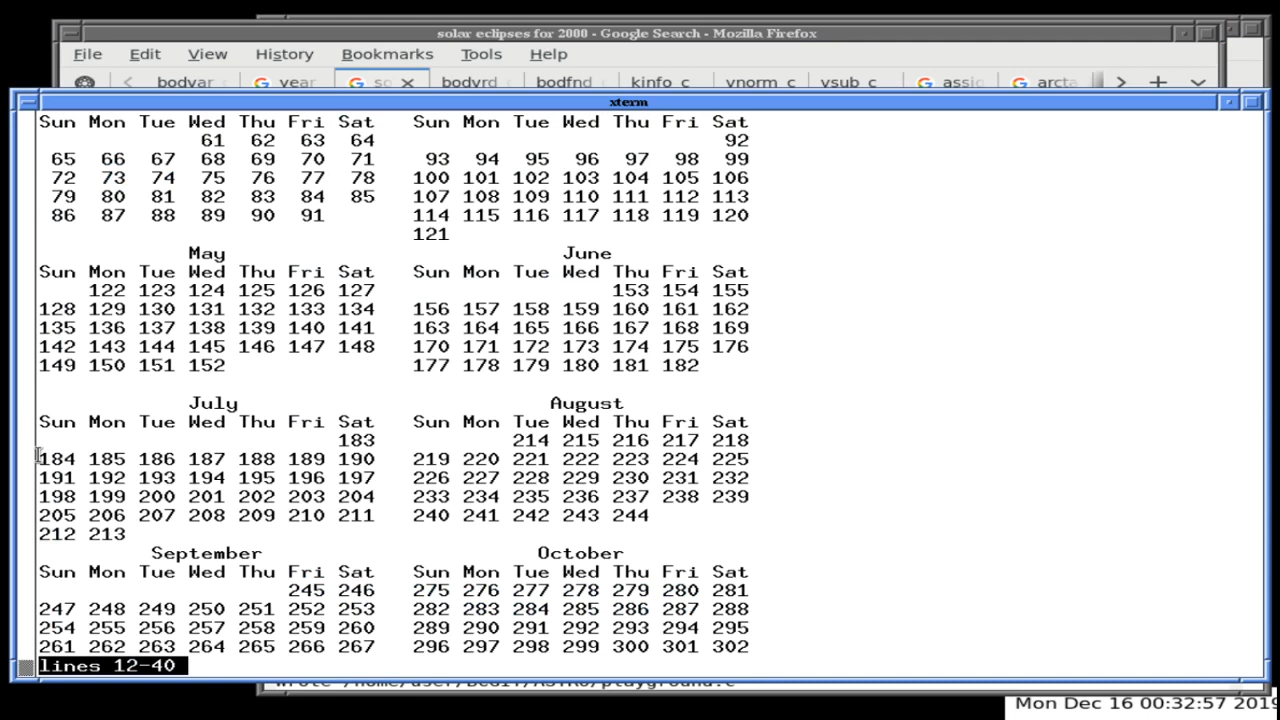 solar eclipses for 2000 - Google Search - Mozilla Firefox
File Edit View History Bookmarks Tools Help
bodvar year so bodyrd bodfnd kinfo_c vnorm_c vsub_c assig arcta
xterm
Sun Mon Tue Wed Thu Fri Sat Sun Mon Tue Wed Thu Fri Sat
61 62 63 64 92
65 66 67 68 69 70 71 93 94 95 96 97 98 99
72 73 74 75 76 77 78 100 101 102 103 104 105 106
79 80 81 82 83 84 85 107 108 109 110 111 112 113
86 87 88 89 90 91 114 115 116 117 118 119 120
121
May June
Sun Mon Tue Wed Thu Fri Sat Sun Mon Tue Wed Thu Fri Sat
122 123 124 125 126 127 153 154 155
128 129 130 131 132 133 134 156 157 158 159 160 161 162
135 136 137 138 139 140 141 163 164 165 166 167 168 169
142 143 144 145 146 147 148 170 171 172 173 174 175 176
149 150 151 152 177 178 179 180 181 182
July August
Sun Mon Tue Wed Thu Fri Sat Sun Mon Tue Wed Thu Fri Sat
183 214 215 216 217 218
184 185 186 187 188 189 190 219 220 221 222 223 224 225
191 192 193 194 195 196 197 226 227 228 229 230 231 232
198 199 200 201 202 203 204 233 234 235 236 237 238 239
205 206 207 208 209 210 211 240 241 242 243 244
212 213
September October
Sun Mon Tue Wed Thu Fri Sat Sun Mon Tue Wed Thu Fri Sat
245 246 275 276 277 278 279 280 281
247 248 249 250 251 252 253 282 283 284 285 286 287 288
254 255 256 257 258 259 260 289 290 291 292 293 294 295
261 262 263 264 265 266 267 296 297 298 299 300 301 302
lines 12-40
Mon Dec 16 00:32:57 2019